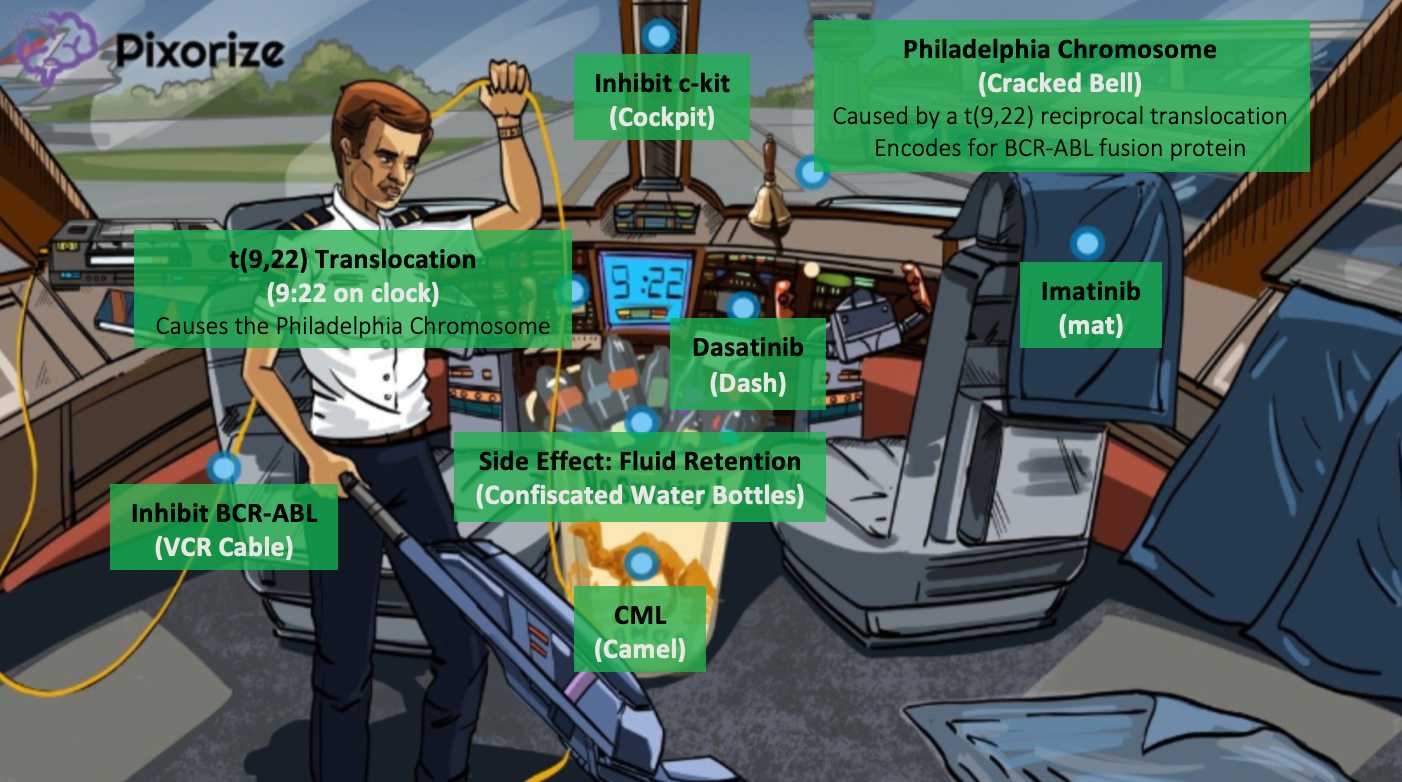 Pixorize
Inhibit c-kit
(Cockpit)
Philadelphia Chromosome
(Cracked Bell)
Caused by a t(9,22) reciprocal translocation
Encodes for BCR-ABL fusion protein
t(9,22) Translocation
(9:22 on clock)
Causes the Philadelphia Chromosome
9:22
Imatinib
(mat)
Dasatinib
(Dash)
Side Effect: Fluid Retention
(Confiscated Water Bottles)
Inhibit BCR-ABL
(VCR Cable)
CML
(Camel)